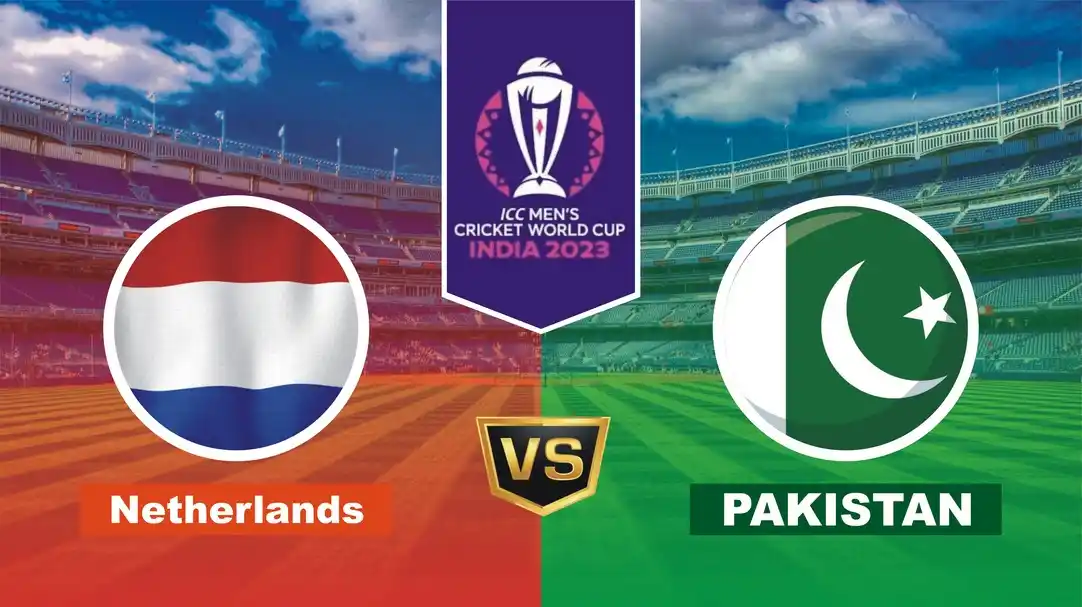 ICC MEN'S
CRICKET WORLD CUP
INDIA 2023
VS
Netherlands
PAKISTAN